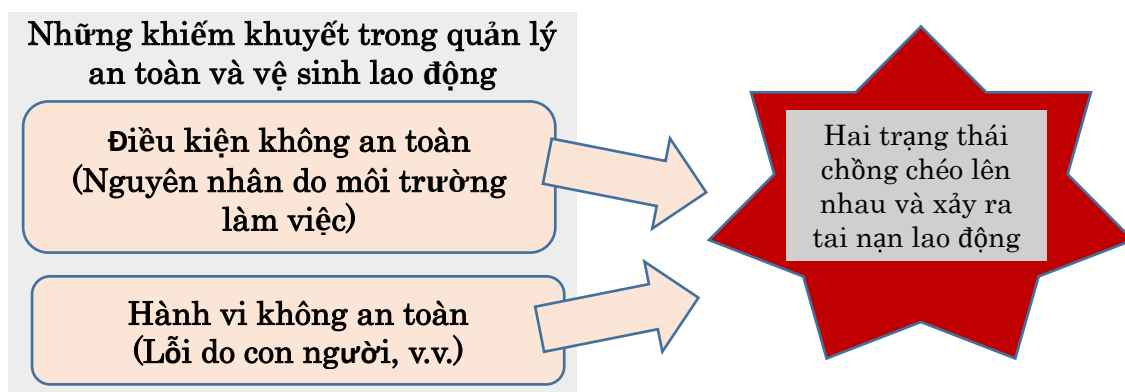 Những khiếm khuyết trong quản lý
an toàn và vệ sinh lao động
Điều kiện không an toàn
(Nguyên nhân do môi trường
làm việc)
Hành vi không an toàn
(Lỗi do con người, v.v.)
Hai trạng thái
chồng chéo lên
nhau và xảy ra
tai nạn lao động